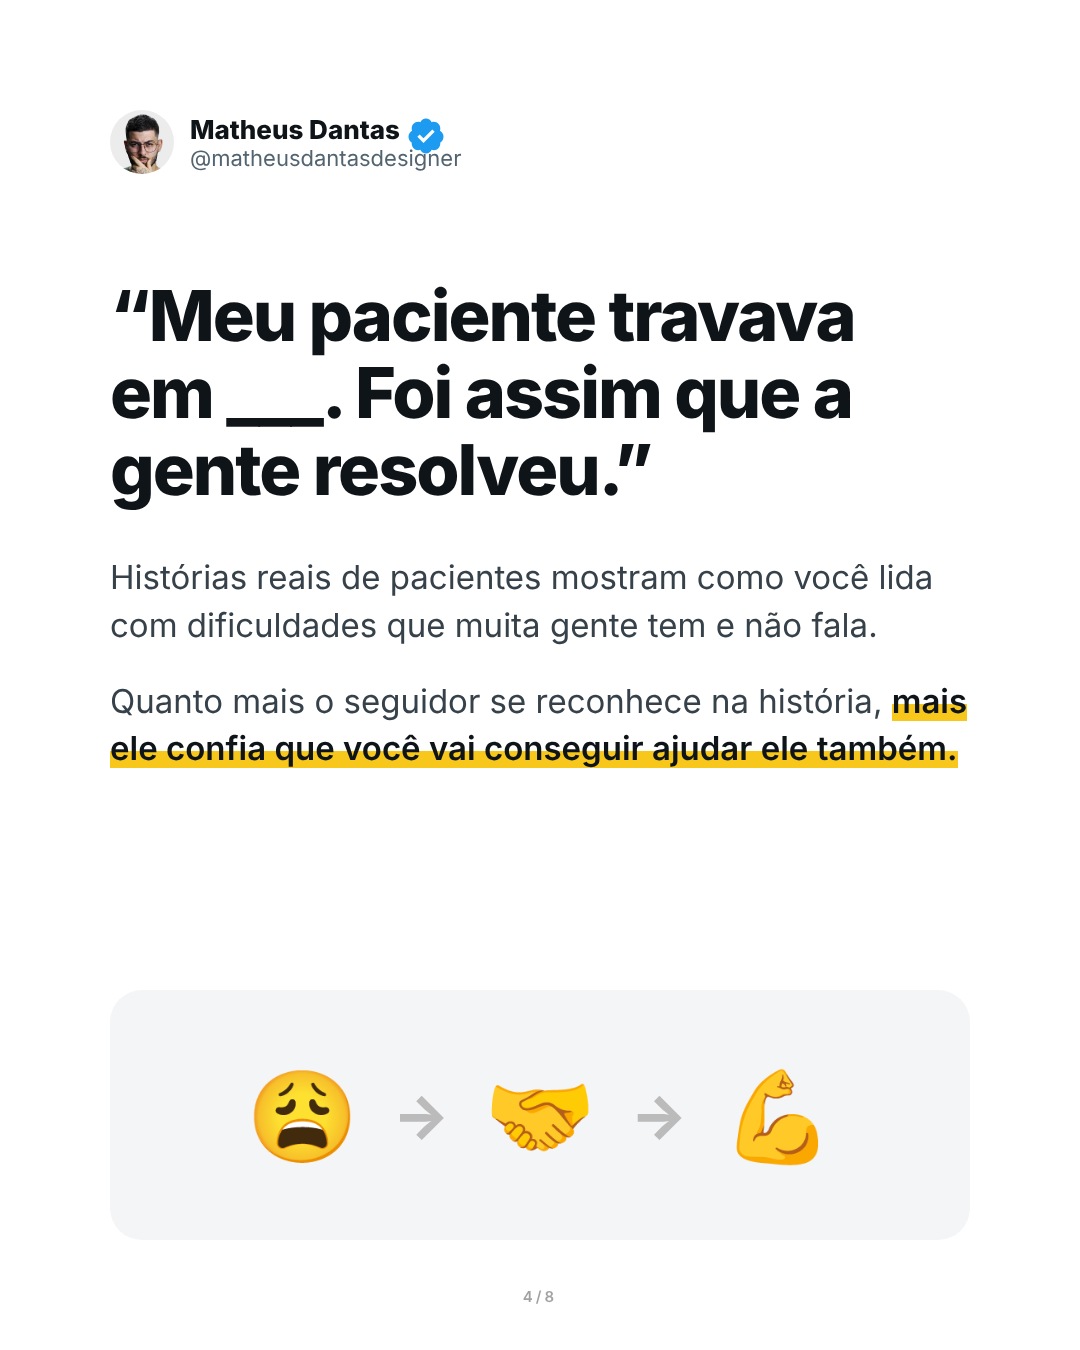 Matheus Dantas
@matheusdantasdesigner
“Meu paciente travava
em ___. Foi assim que a
gente resolveu.”
Histórias reais de pacientes mostram como você lida
com dificuldades que muita gente tem e não fala.
Quanto mais o seguidor se reconhece na história, mais
ele confia que você vai conseguir ajudar ele também.
4 / 8